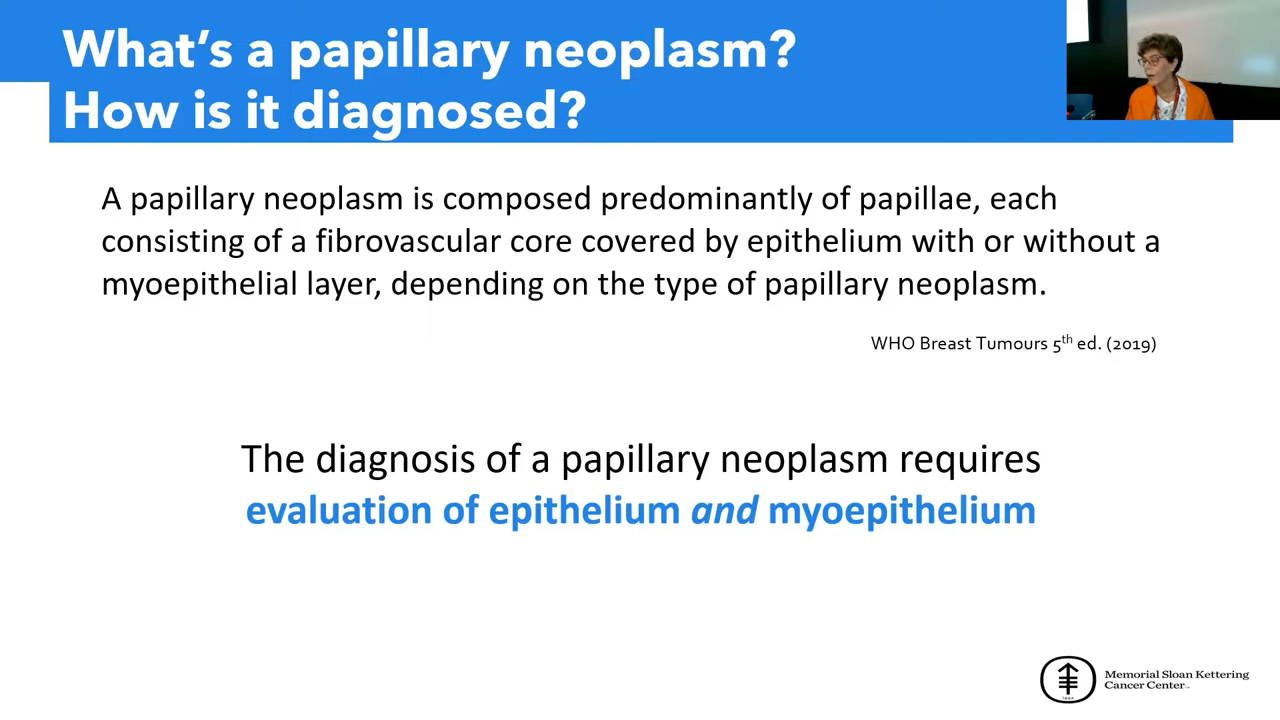 What’s a papillary neoplasm?
How is it diagnosed?
A papillary neoplasm is composed predominantly of papillae, each
consisting of a fibrovascular core covered by epithelium with or without a
myoepithelial layer, depending on the type of papillary neoplasm.
WHO Breast Tumours 5th ed. (2019)
The diagnosis of a papillary neoplasm requires
evaluation of epithelium and myoepithelium
Memorial Sloan Kettering
Cancer Center